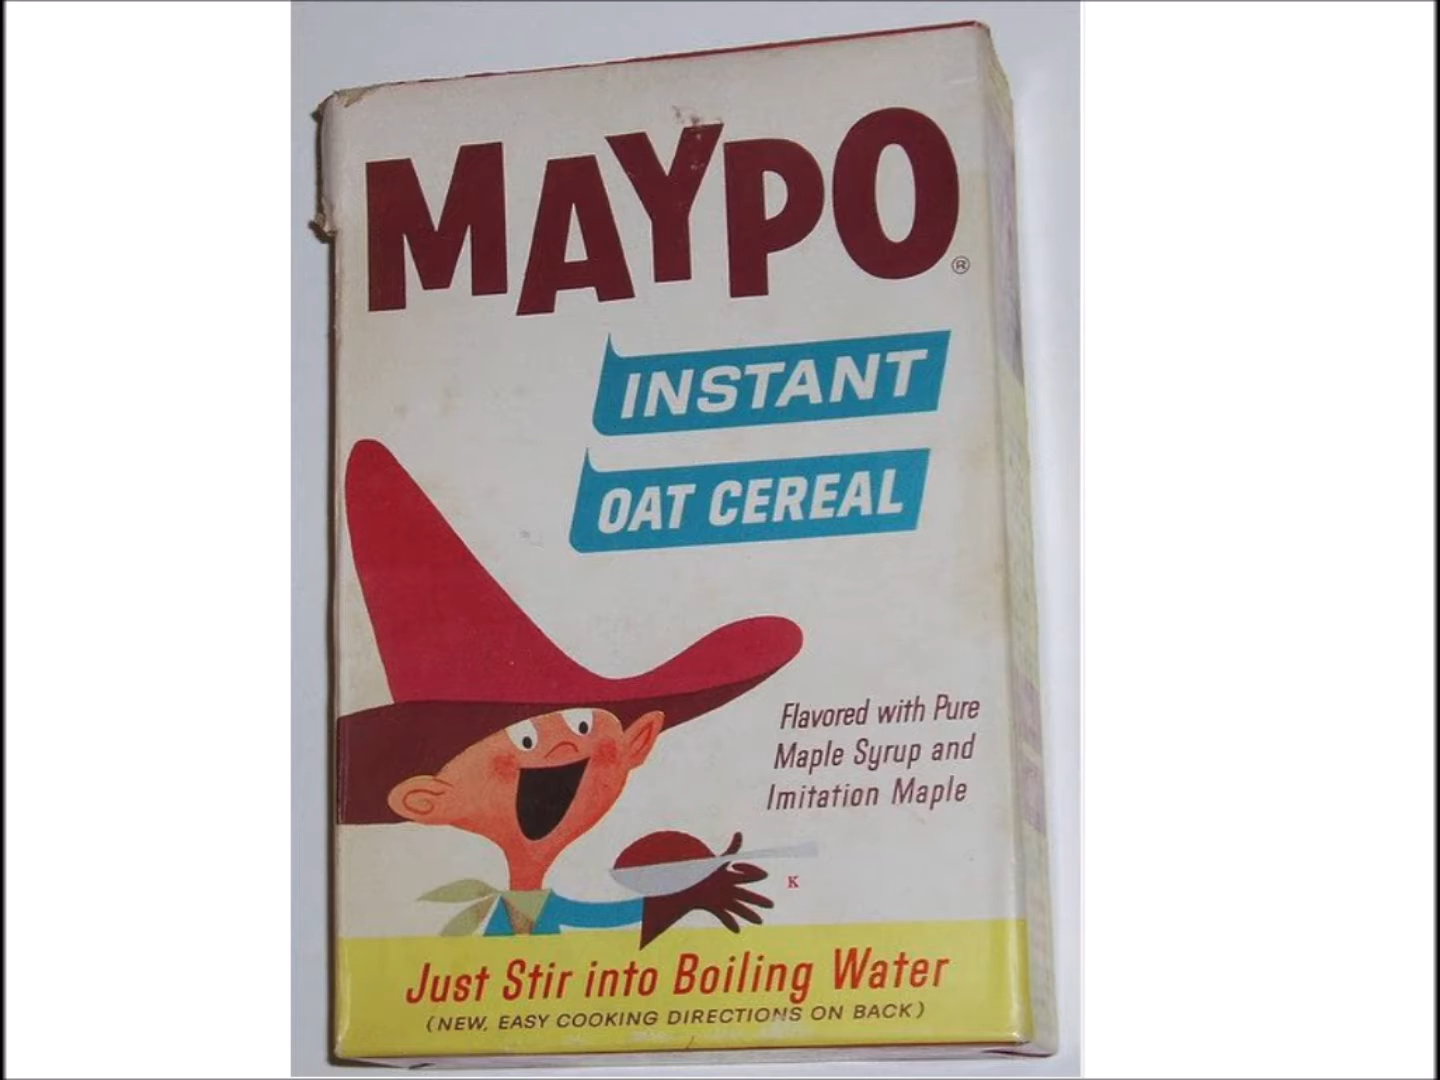 MAYPO®
INSTANT
OAT CEREAL
Flavored with Pure
Maple Syrup and
Imitation Maple
K
Just Stir into Boiling Water
(NEW, EASY COOKING DIRECTIONS ON BACK)